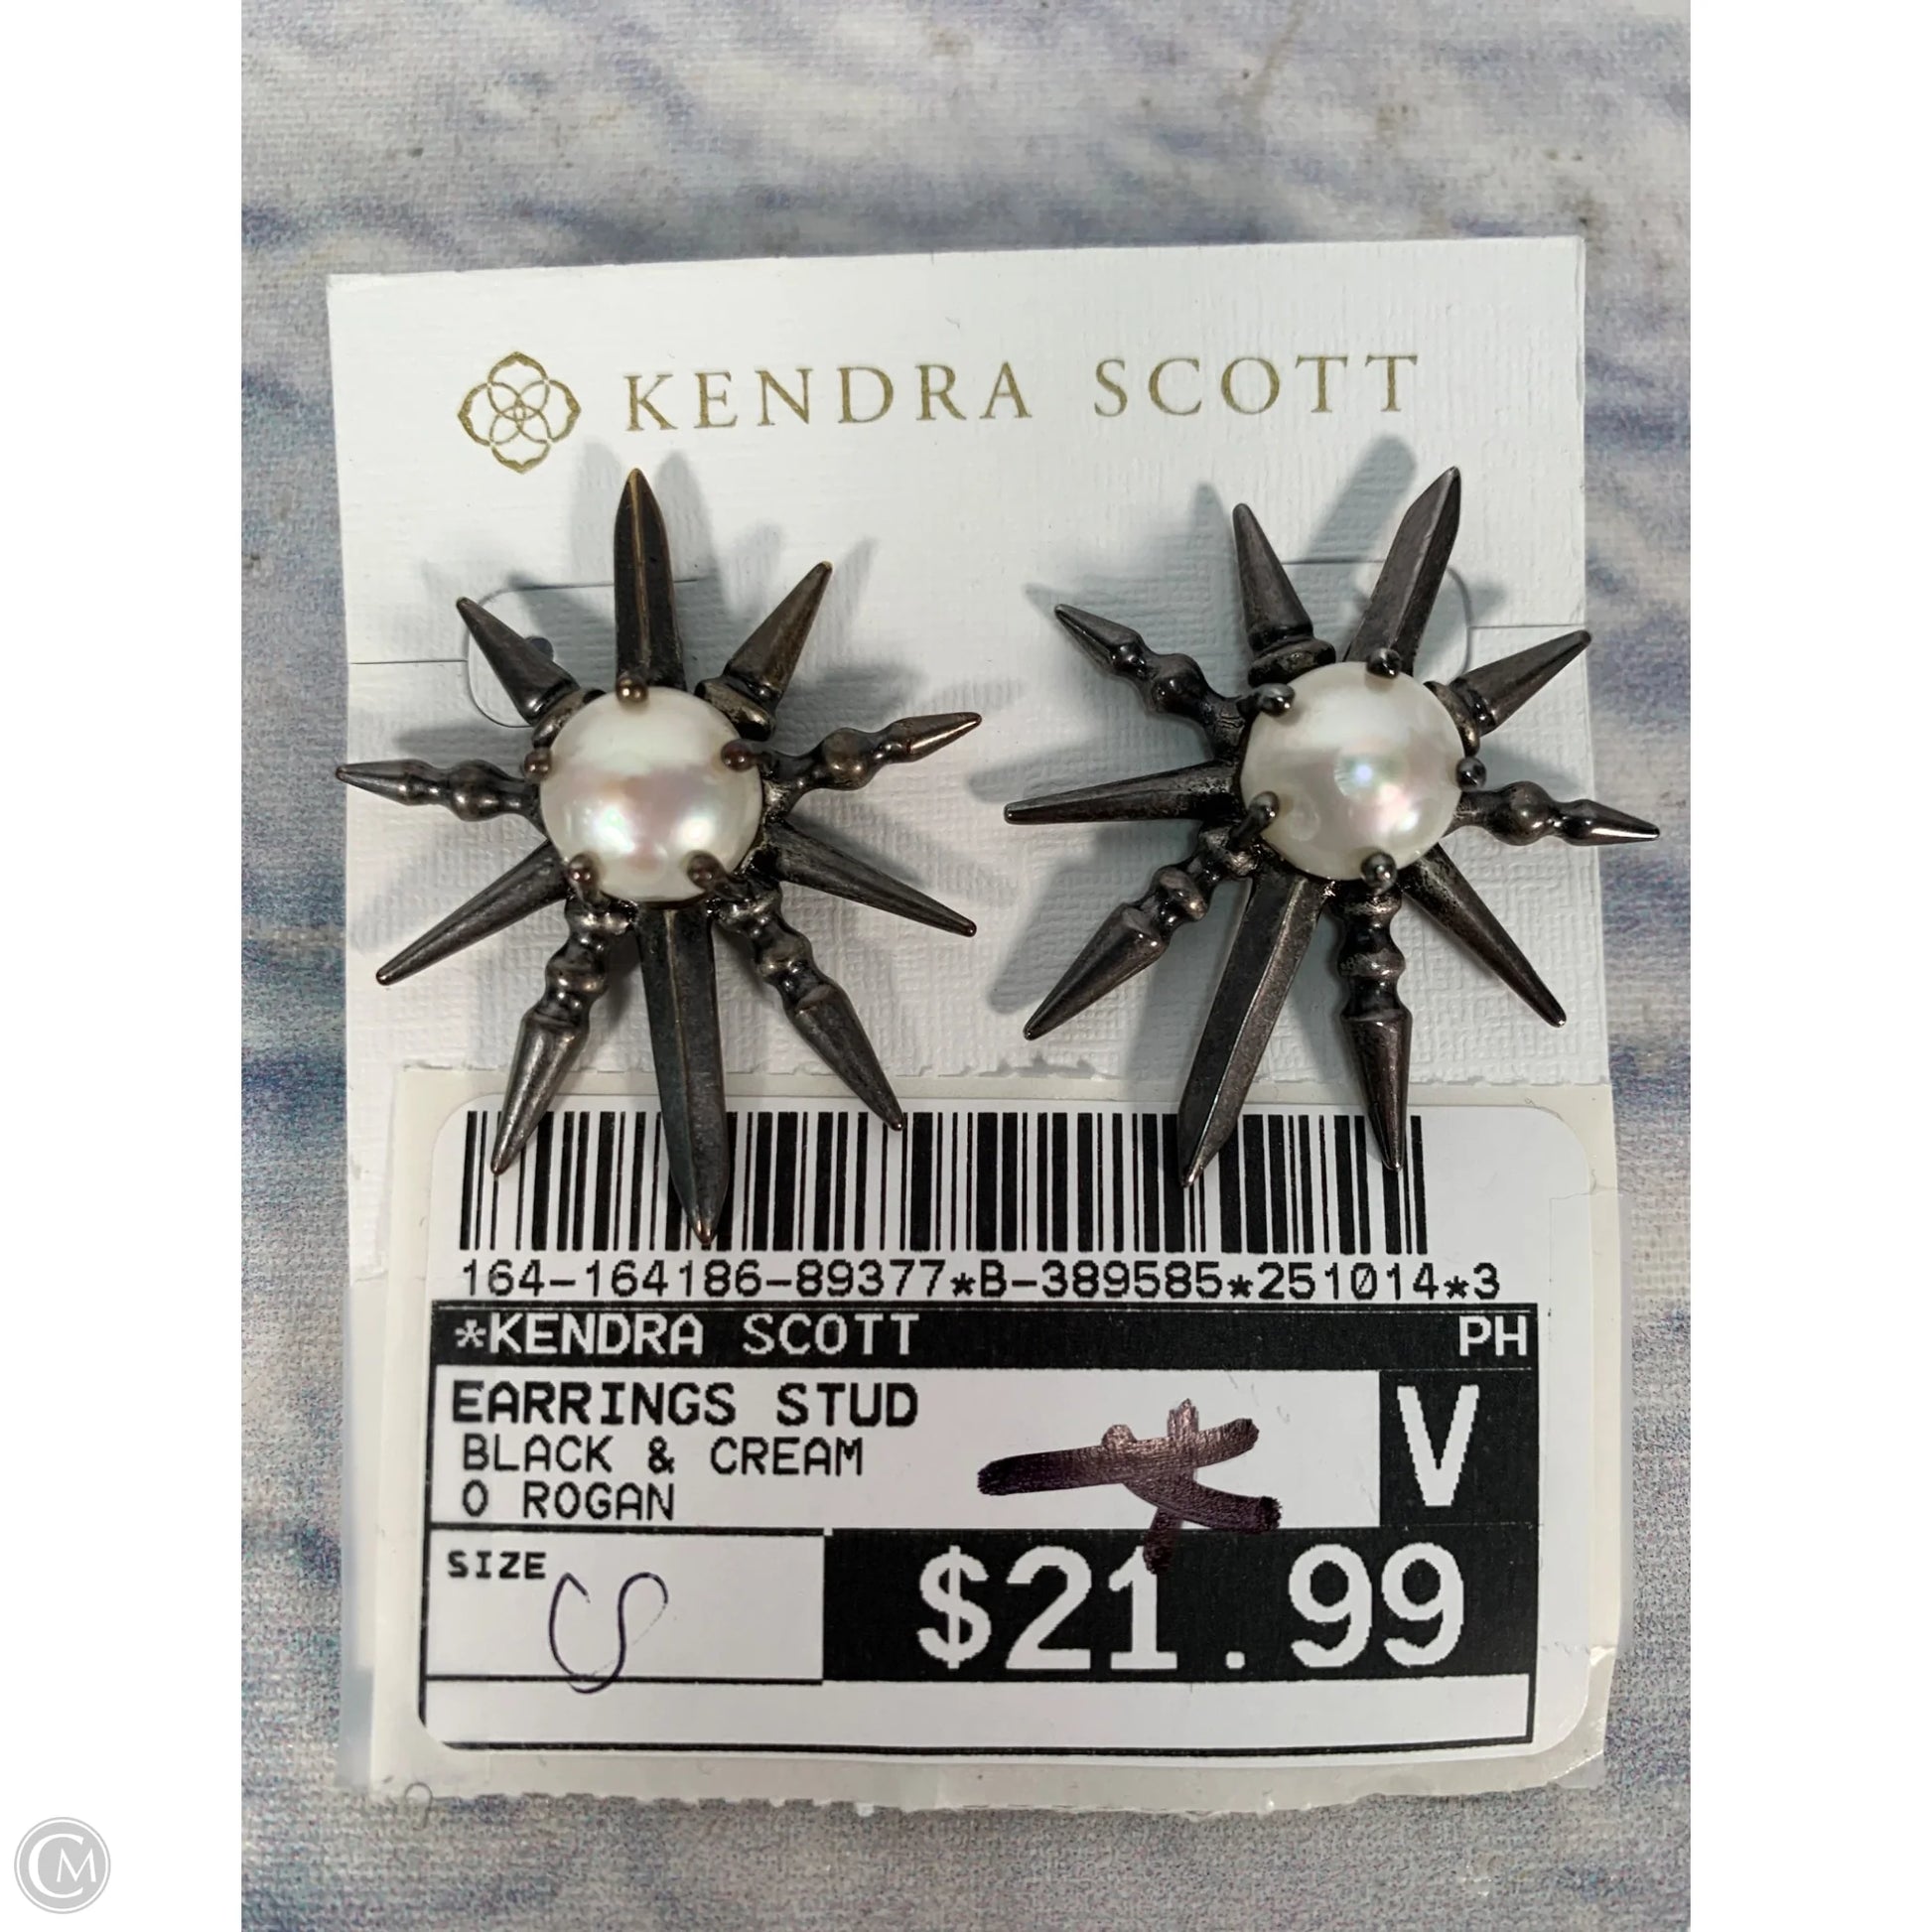 KENDRA SCOTT
164-164186-89377*B-389585*251014*3
*KENDRA SCOTT PH
EARRINGS STUD
BLACK & CREAM
O ROGAN
V
SIZE
$21.99
CM